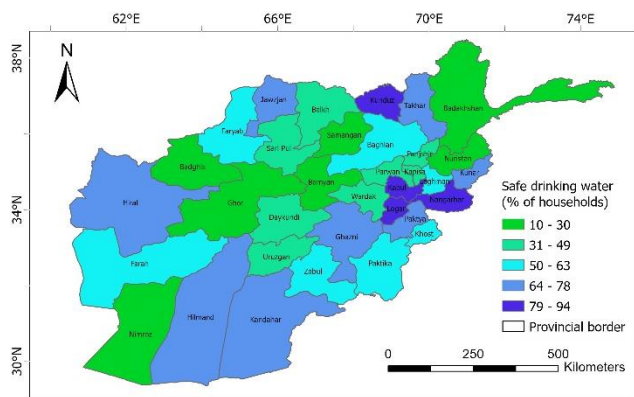 62°E 66°E 70°E 74°E
N
38°N
34°N
30°N
Jawzjan
Balkh
Kunduz
Takhar
Badakhshan
Faryab
Sari Pul
Samangan
Baghlan
Badghis
Panjshir
Nuristan
Bamyan
Parwan
Kapisa
Laghman
Kunar
Hirat
Ghor
Wardak
Kabul
Nangarhar
Logar
Daykundi
Paktya
Ghazni
Khost
Uruzgan
Farah
Zabul
Paktika
Nimroz
Hilmand
Kandahar
Safe drinking water
(% of households)
10 - 30
31 - 49
50 - 63
64 - 78
79 - 94
Provincial border
0 250 500
Kilometers